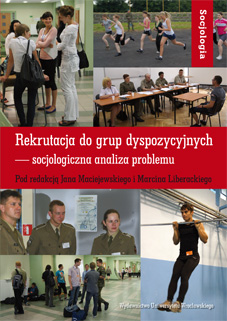 Socjologia
Rekrutacja do grup dyspozycyjnych
— socjologiczna analiza problemu
Pod redakcją Jana Maciejewskiego i Marcina Liberackiego
Wydawnictwo Uniwersytetu Wrocławskiego